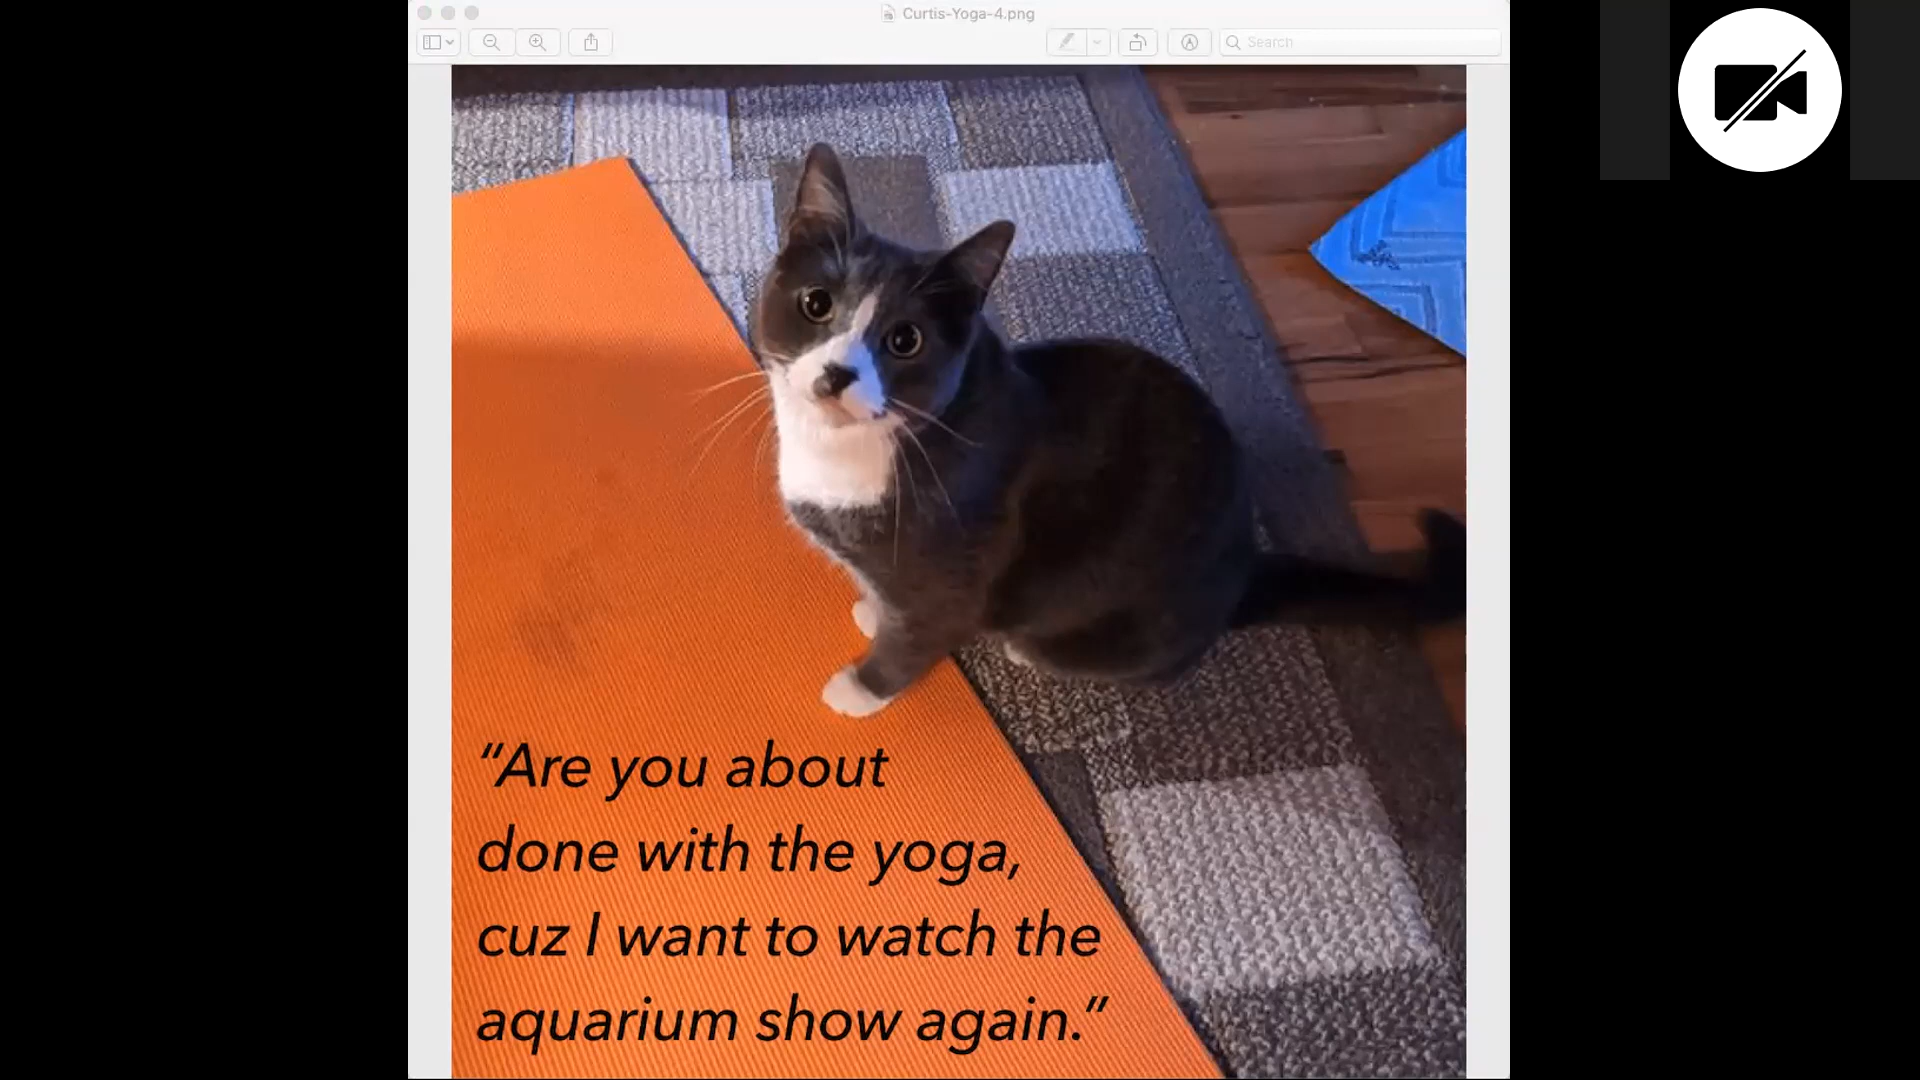 Curtis-Yoga-4.png
Search
“Are you about
done with the yoga,
cuz I want to watch the
aquarium show again.”